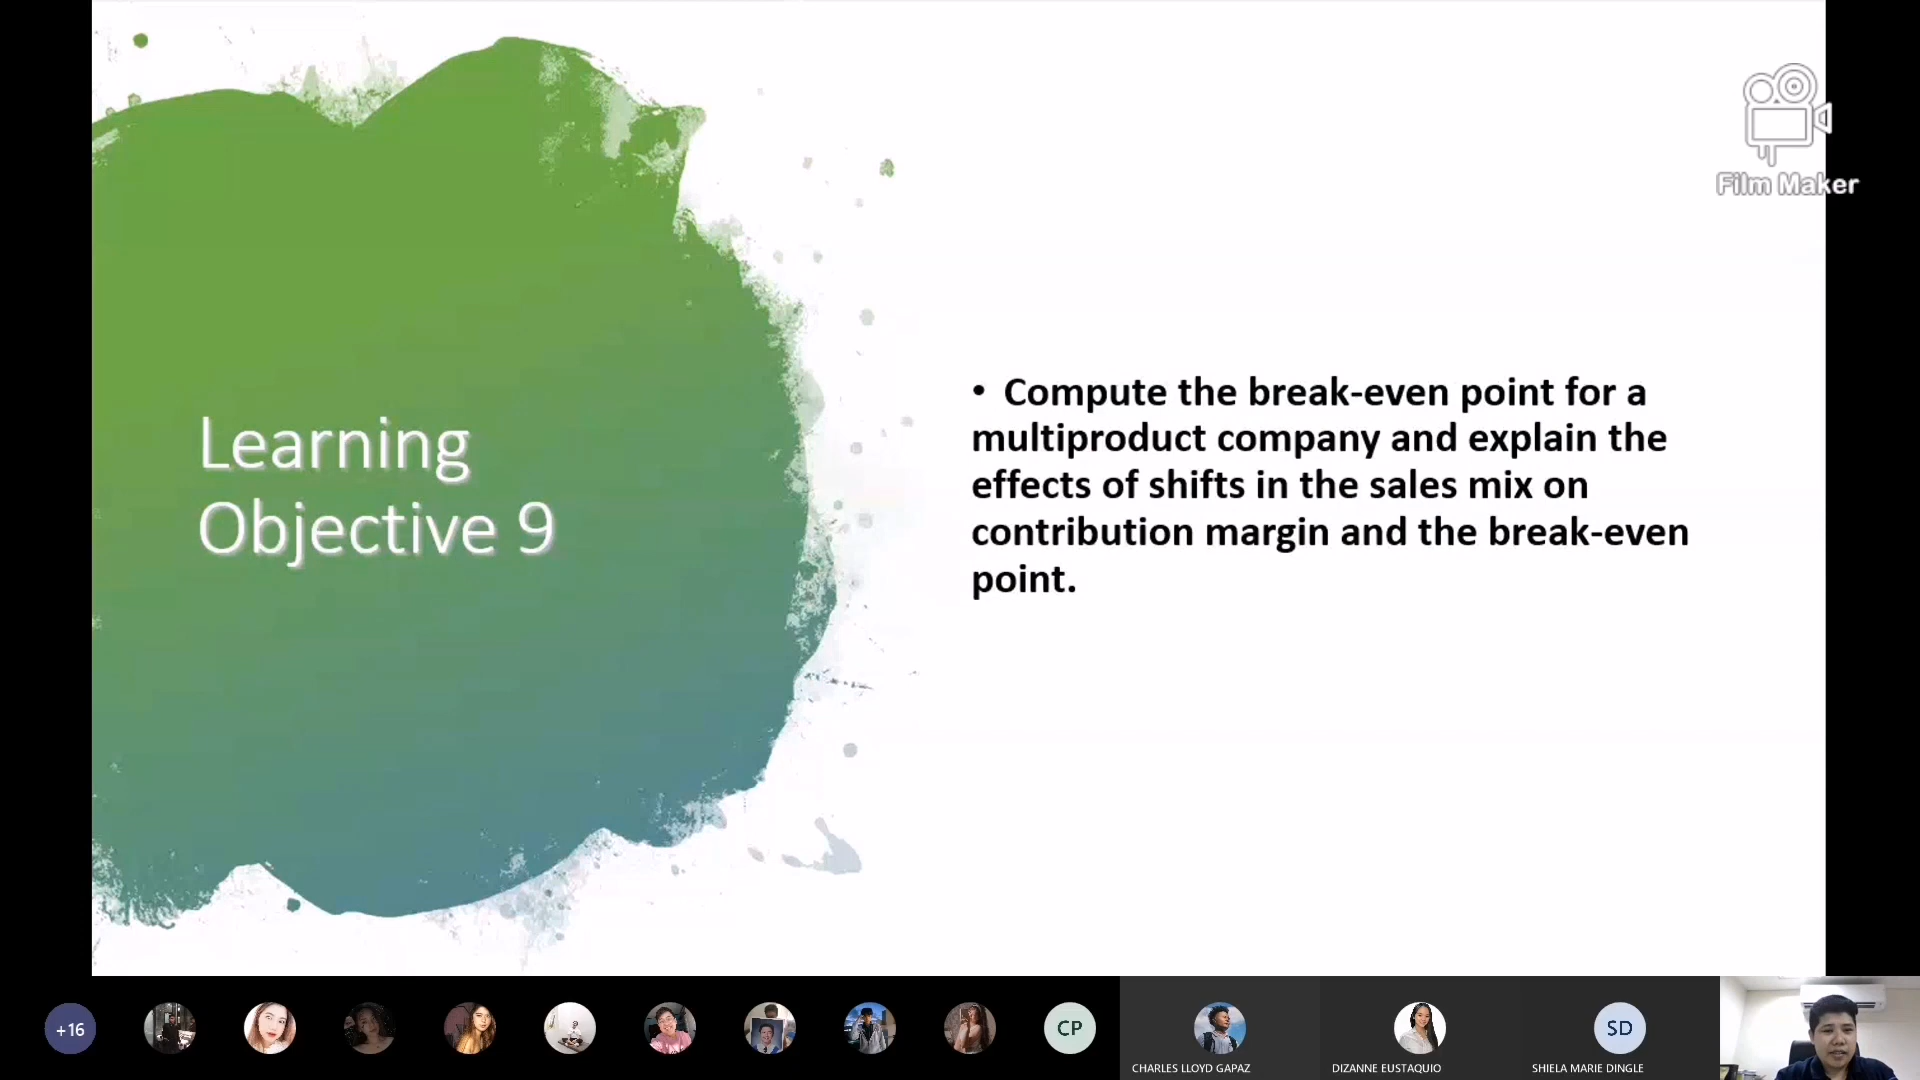 Film Maker
Learning
Objective 9
• Compute the break-even point for a
multiproduct company and explain the
effects of shifts in the sales mix on
contribution margin and the break-even
point.
+16
CP
SD
CHARLES LLOYD GAPAZ
DIZANNE EUSTAQUIO
SHIELA MARIE DINGLE